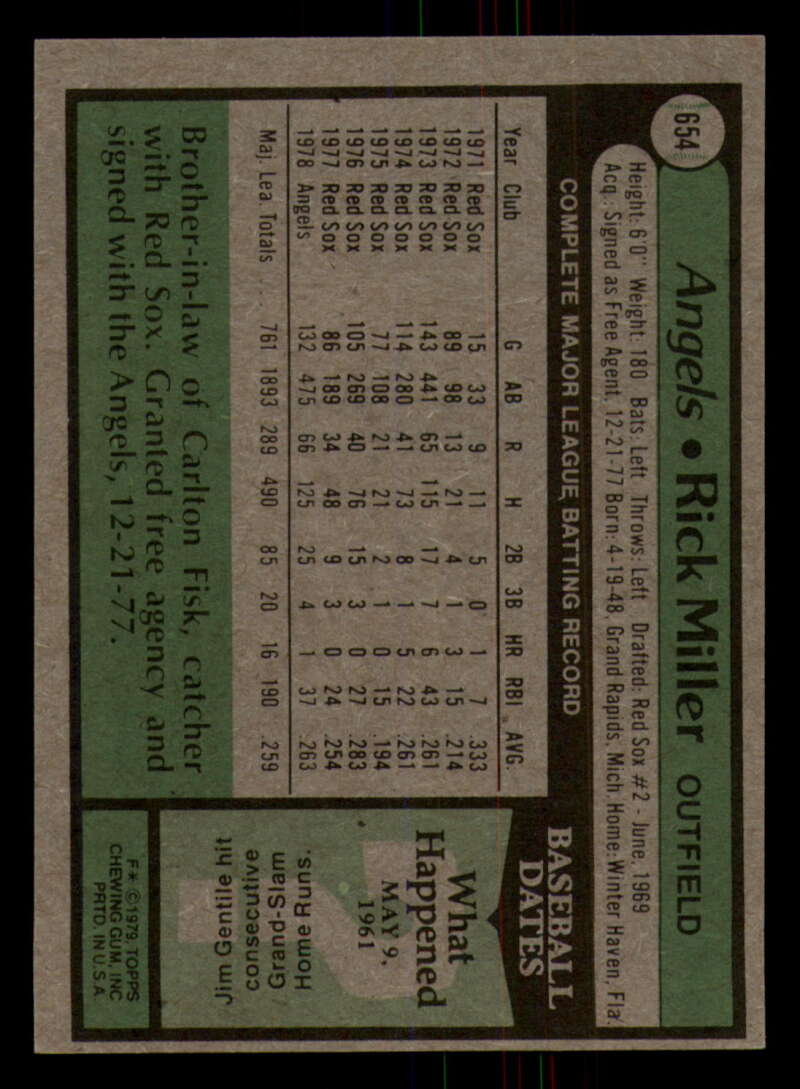 654
Angels • Rick Miller OUTFIELD
Height: 6'0" Weight: 180 Bats: Left Throws: Left Drafted: Red Sox #2 - June, 1969
Acq.: Signed as Free Agent, 12-21-77 Born: 4-19-48, Grand Rapids, Mich. Home: Winter Haven, Fla.
COMPLETE MAJOR LEAGUE BATTING RECORD
Year Club G AB R H 2B 3B HR RBI AVG.
1971 Red Sox 15 33 9 11 5 0 1 7 .333
1972 Red Sox 89 98 13 21 4 1 3 15 .214
1973 Red Sox 143 441 65 115 17 7 6 43 .261
1974 Red Sox 114 280 41 73 8 1 5 22 .261
1975 Red Sox 77 108 21 21 2 1 0 15 .194
1976 Red Sox 105 269 40 76 15 3 0 27 .283
1977 Red Sox 86 189 34 48 9 3 0 24 .254
1978 Angels 132 475 66 125 25 4 1 37 .263
Maj. Lea Totals . . . 761 1893 289 490 85 20 16 190 .259
Brother-in-law of Carlton Fisk, catcher
with Red Sox. Granted free agency and
signed with the Angels, 12-21-77.
BASEBALL
DATES
What
Happened
MAY 9,
1961
Jim Gentile hit
consecutive
Grand-Slam
Home Runs.
F* © 1979 TOPPS
CHEWING GUM, INC
PRTD. IN U.S.A